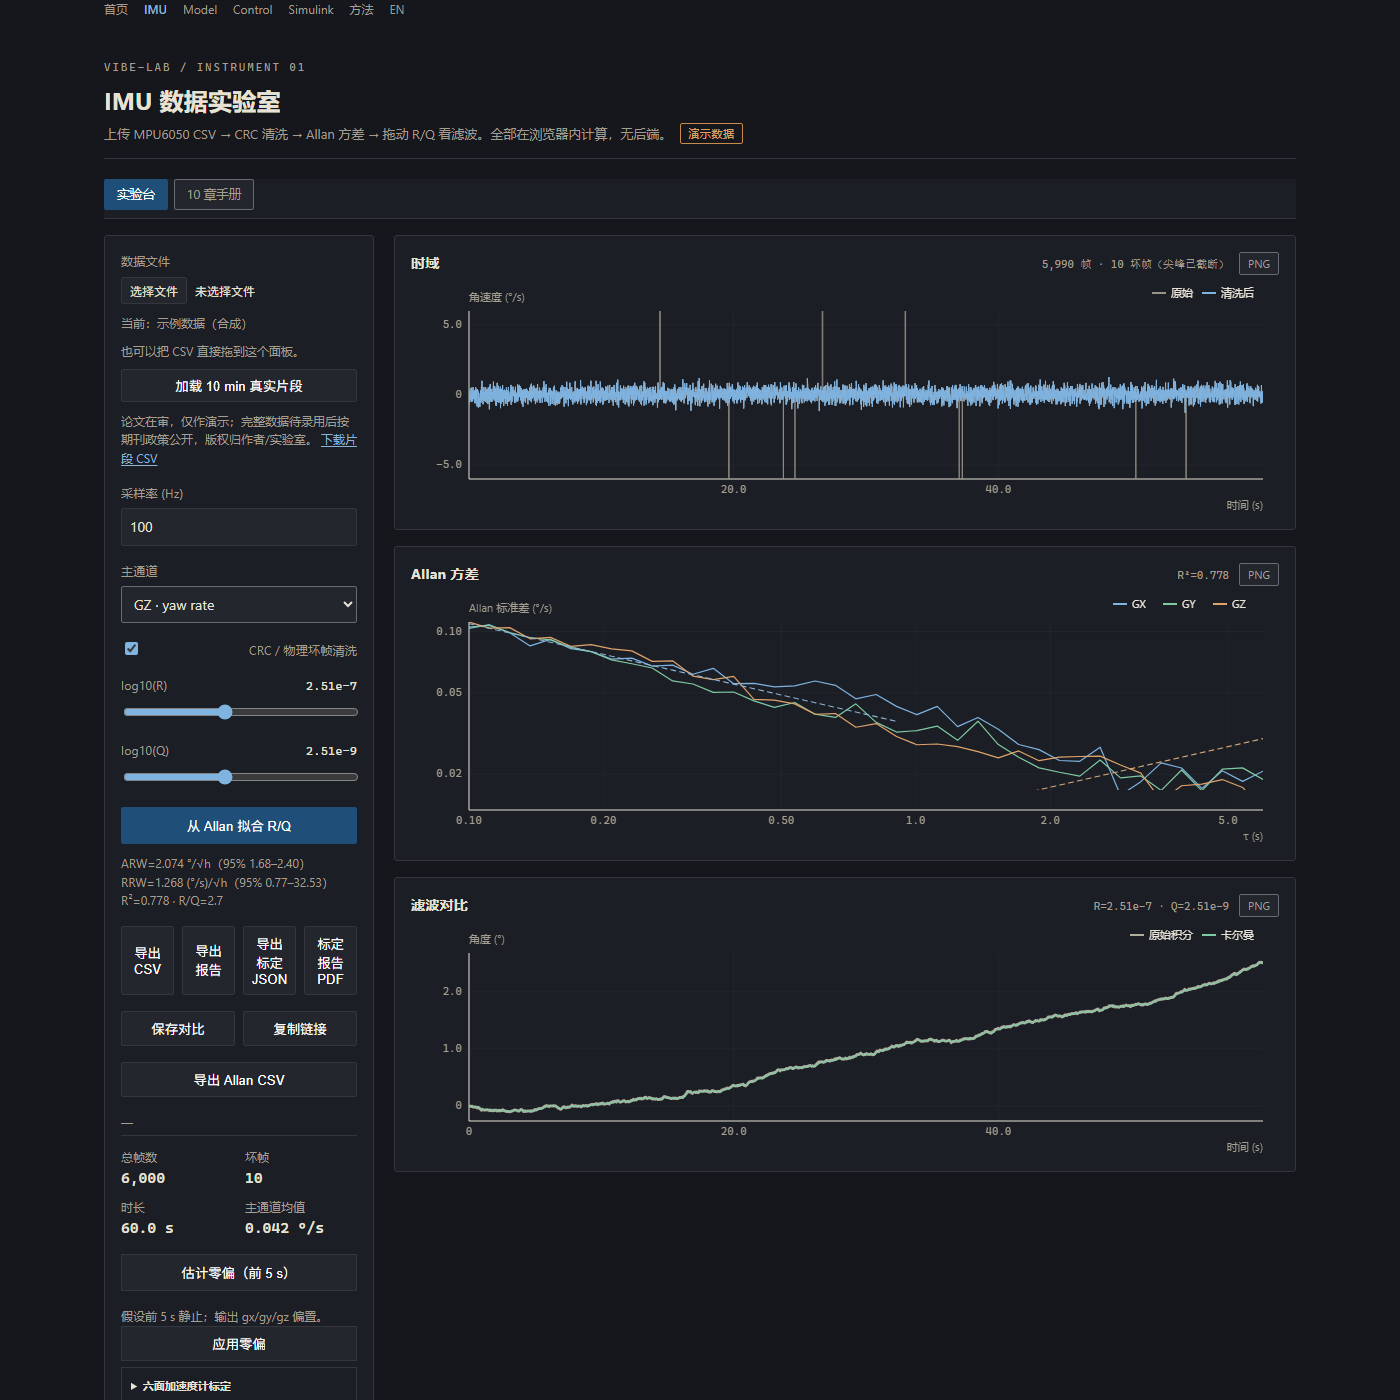 首页 IMU Model Control Simulink 方法 EN
VIBE-LAB / INSTRUMENT 01
IMU 数据实验室
上传 MPU6050 CSV → CRC 清洗 → Allan 方差 → 拖动 R/Q 看滤波。全部在浏览器内计算，无后端。 演示数据
实验台 10 章手册
数据文件
选择文件 未选择文件
当前：示例数据（合成）
也可以把 CSV 直接拖到这个面板。
加载 10 min 真实片段
论文在审，仅作演示；完整数据待录用后按
期刊政策公开，版权归作者/实验室。 下载片
段 CSV
采样率 (Hz)
100
主通道
GZ · yaw rate
CRC / 物理坏帧清洗
log10(R) 2.51e-7
log10(Q) 2.51e-9
从 Allan 拟合 R/Q
ARW=2.074 °/√h（95% 1.68–2.40）
RRW=1.268 (°/s)/√h（95% 0.77–32.53）
R²=0.778 · R/Q=2.7
导出 CSV
导出 报告
导出 标定 JSON
标定 报告 PDF
保存对比 复制链接
导出 Allan CSV
—
总帧数 坏帧
6,000 10
时长 主通道均值
60.0 s 0.042 °/s
估计零偏（前 5 s）
假设前 5 s 静止；输出 gx/gy/gz 偏置。
应用零偏
▶ 六面加速度计标定
时域 5,990 帧 · 10 坏帧（尖峰已截断） PNG
角速度 (°/s) 原始 清洗后
5.0
0
−5.0
20.0 40.0
时间 (s)
Allan 方差 R²=0.778 PNG
Allan 标准差 (°/s) GX GY GZ
0.10
0.05
0.02
0.10 0.20 0.50 1.0 2.0 5.0
τ (s)
滤波对比 R=2.51e-7 · Q=2.51e-9 PNG
角度 (°) 原始积分 卡尔曼
2.0
1.0
0
0 20.0 40.0
时间 (s)